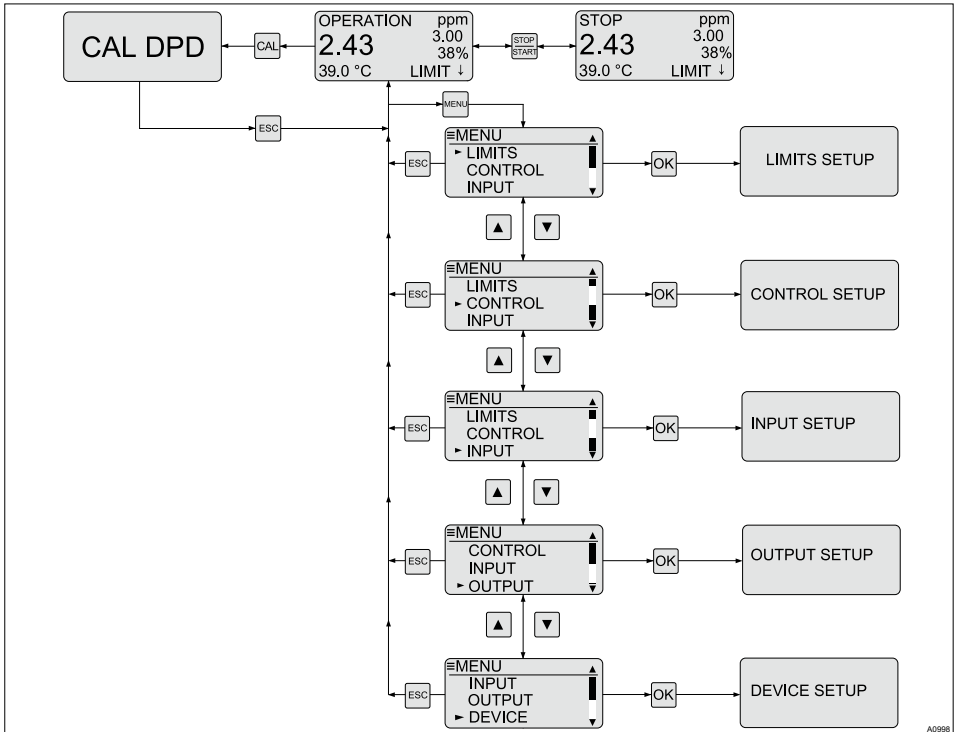 CAL DPD
CAL
OPERATION ppm
2.43 3.00
38%
39.0 °C LIMIT ↓
STOP
START
STOP ppm
2.43 3.00
38%
39.0 °C LIMIT ↓
ESC
MENU
≡MENU ▲
► LIMITS
CONTROL
INPUT ▼
ESC
OK
LIMITS SETUP
▲ ▼
≡MENU ▲
LIMITS
► CONTROL
INPUT ▼
ESC
OK
CONTROL SETUP
▲ ▼
≡MENU ▲
LIMITS
CONTROL
► INPUT ▼
ESC
OK
INPUT SETUP
▲ ▼
≡MENU ▲
CONTROL
INPUT
► OUTPUT ▼
ESC
OK
OUTPUT SETUP
▲ ▼
≡MENU ▲
INPUT
OUTPUT
► DEVICE ▼
ESC
OK
DEVICE SETUP
A0998